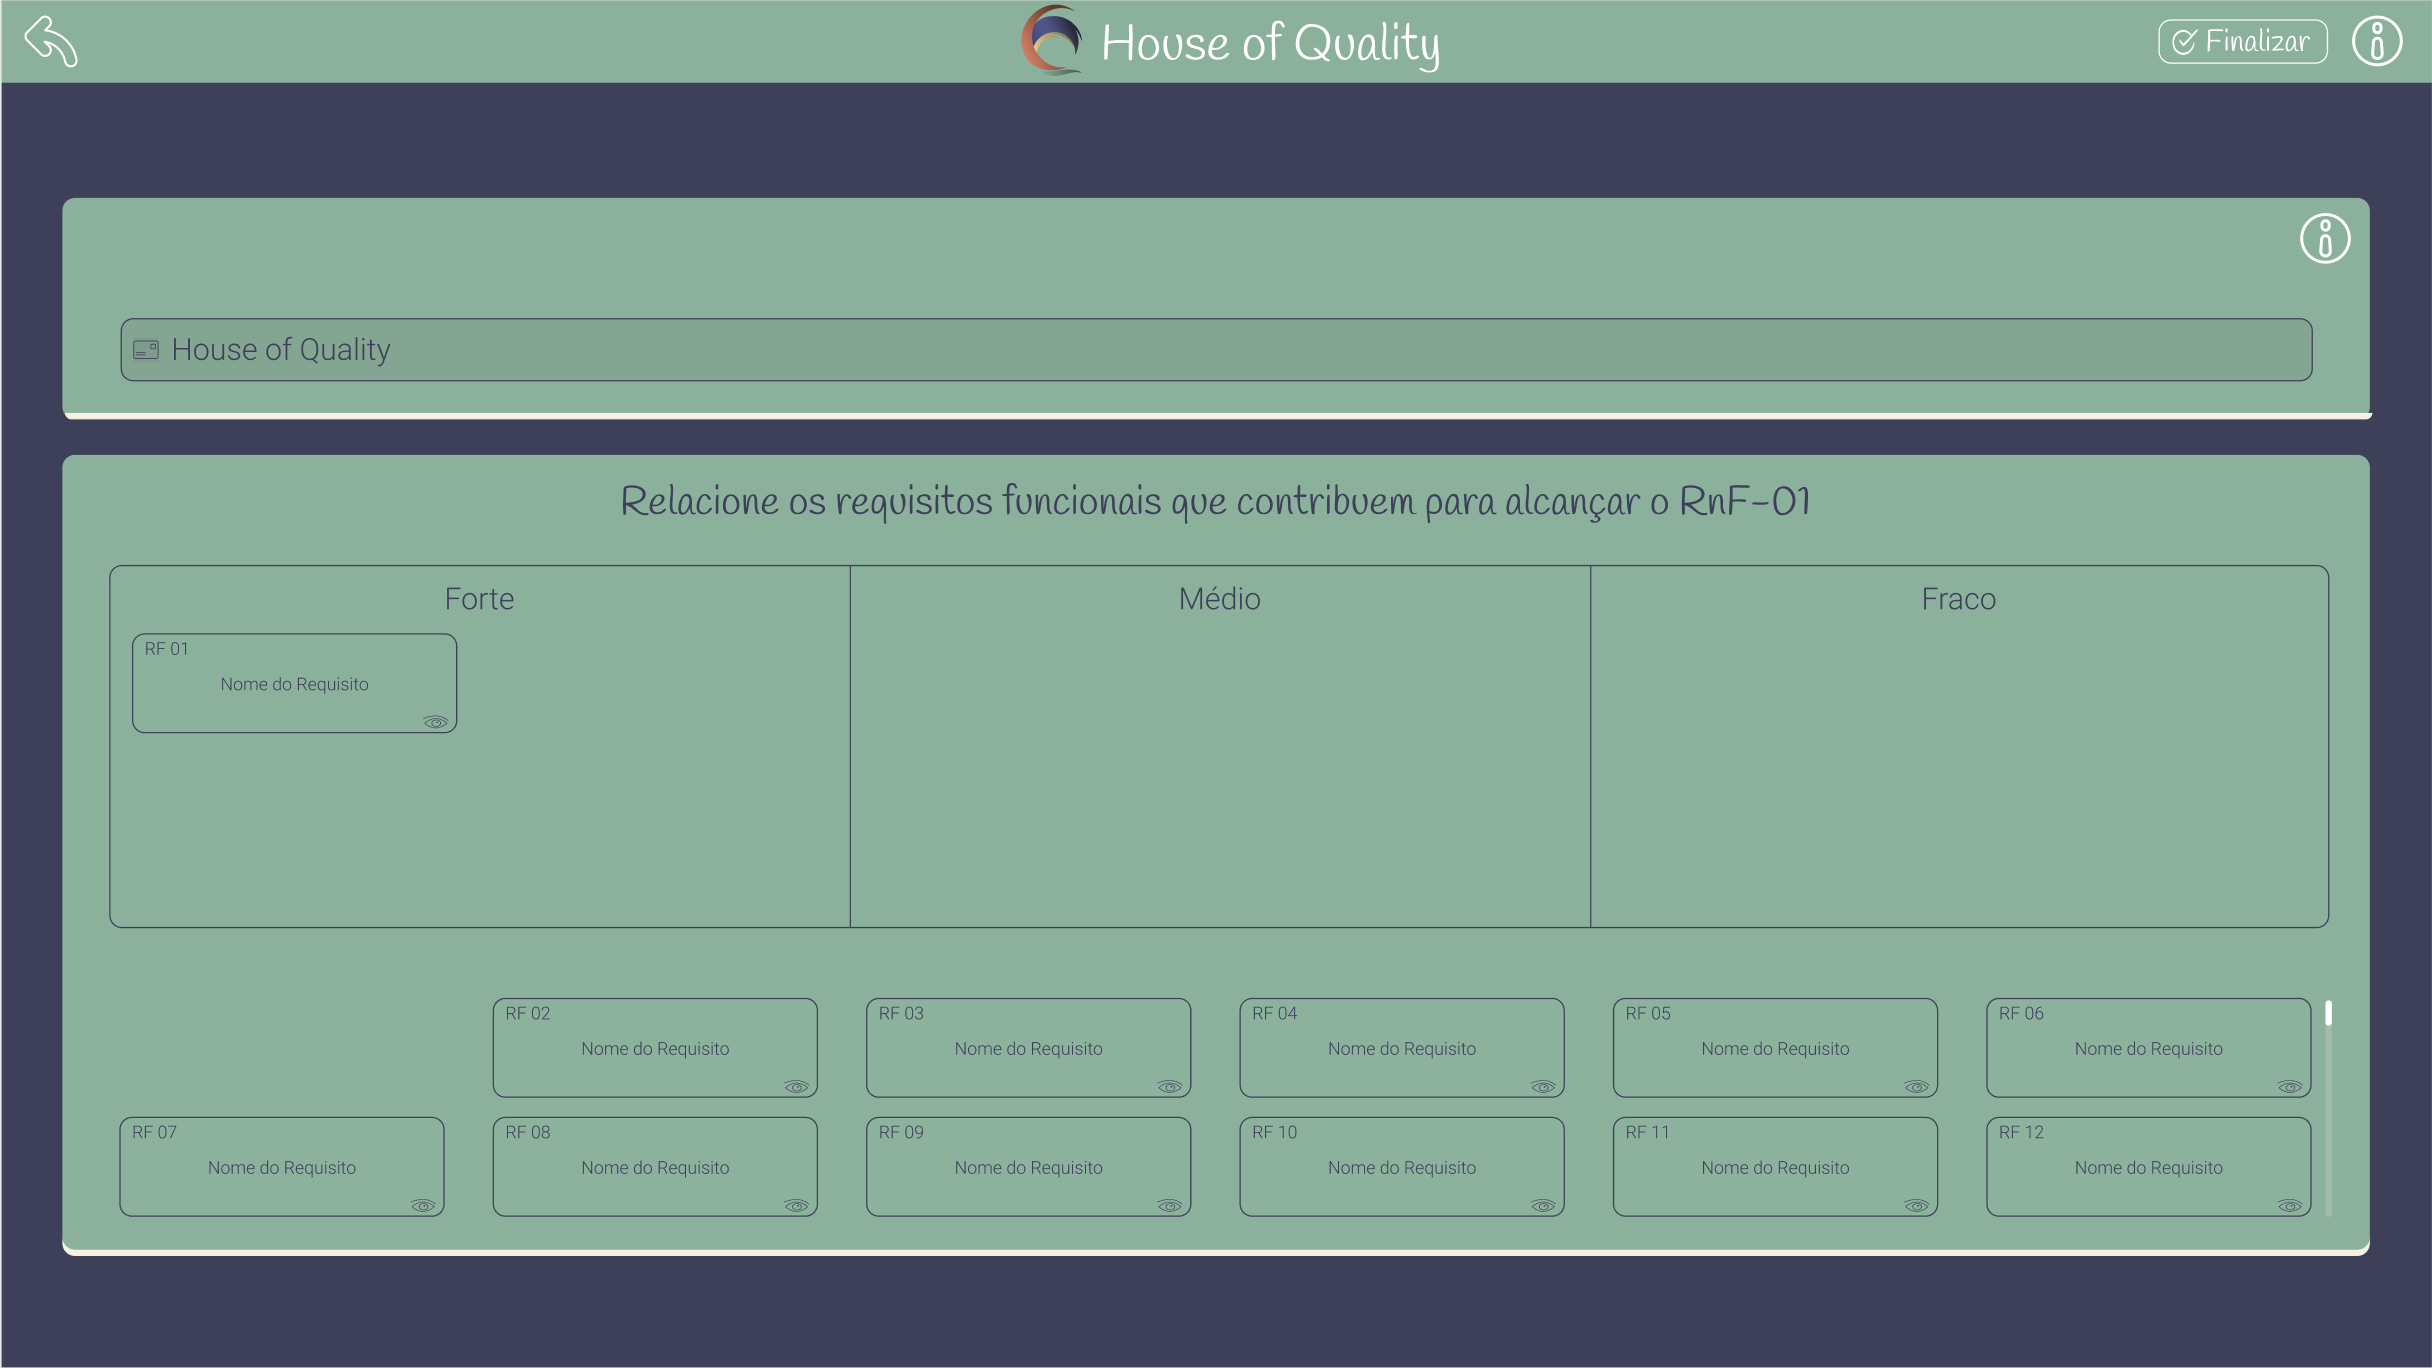 House of Quality
Finalizar
House of Quality
Relacione os requisitos funcionais que contribuem para alcançar o RnF-01
Forte
Médio
Fraco
RF 01
Nome do Requisito
RF 02
Nome do Requisito
RF 03
Nome do Requisito
RF 04
Nome do Requisito
RF 05
Nome do Requisito
RF 06
Nome do Requisito
RF 07
Nome do Requisito
RF 08
Nome do Requisito
RF 09
Nome do Requisito
RF 10
Nome do Requisito
RF 11
Nome do Requisito
RF 12
Nome do Requisito